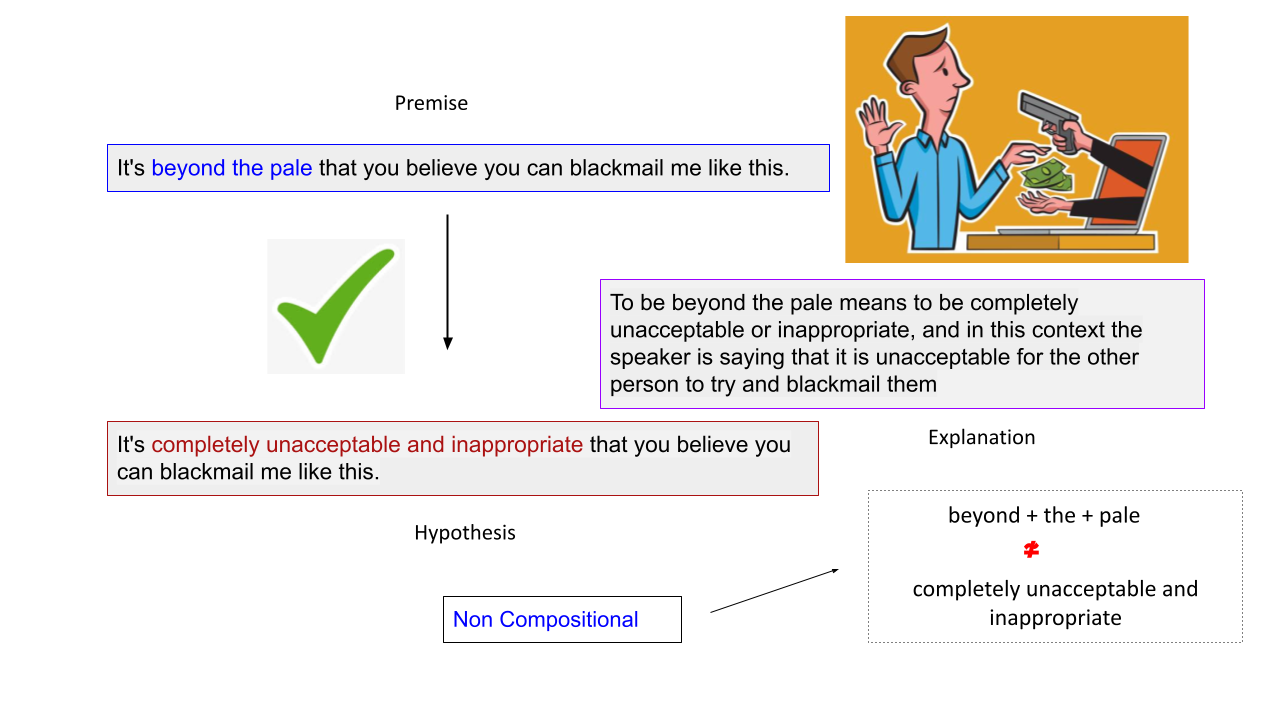 Premise
It's beyond the pale that you believe you can blackmail me like this.
To be beyond the pale means to be completely
unacceptable or inappropriate, and in this context the
speaker is saying that it is unacceptable for the other
person to try and blackmail them
Explanation
It's completely unacceptable and inappropriate that you believe you
can blackmail me like this.
Hypothesis
beyond + the + pale
≠
completely unacceptable and
inappropriate
Non Compositional